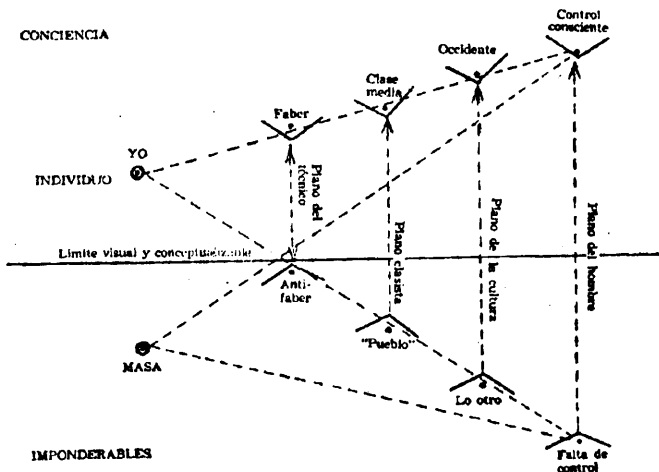 CONCIENCIA
Control
consciente
Occidente
Clase
media
Faber
YO
INDIVIDUO
Plano del
técnico
Plano clasista
Plano de la cultura
Plano del hombre
Límite visual y conceptualizable
Anti-
faber
"Pueblo"
MASA
Lo otro
IMPONDERABLES
Falta de
control